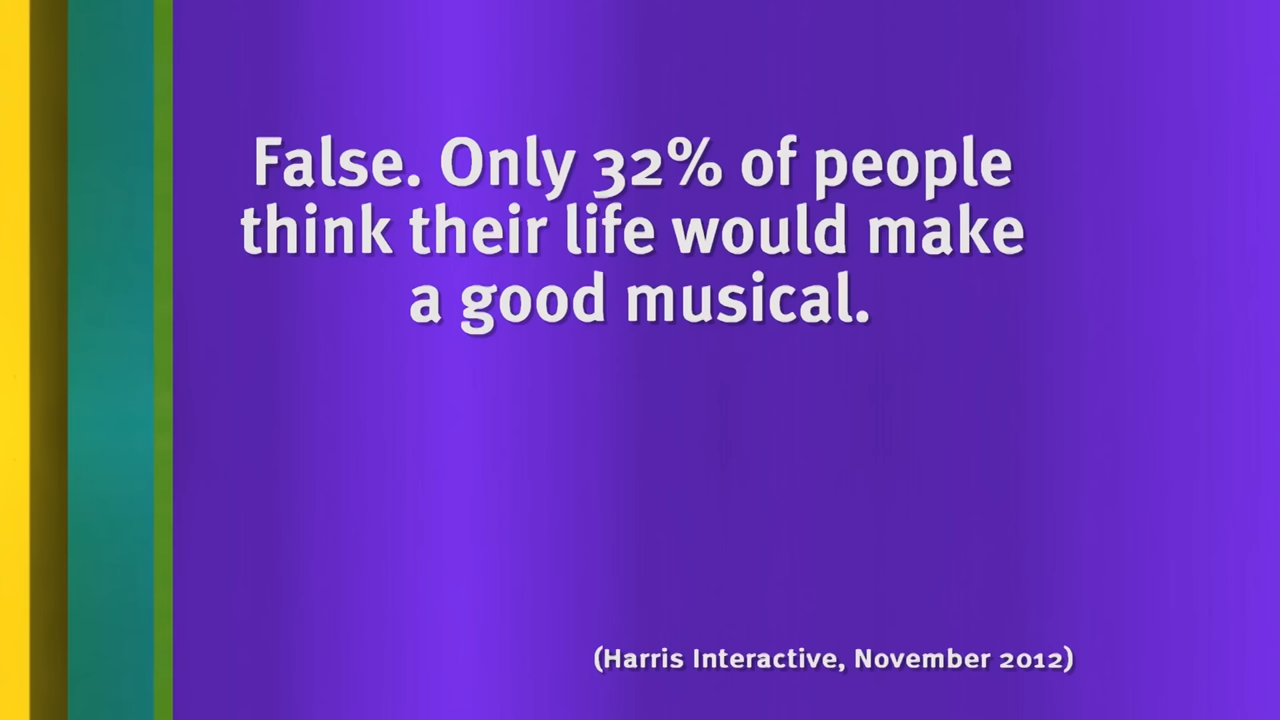 False. Only 32% of people
think their life would make
a good musical.
(Harris Interactive, November 2012)